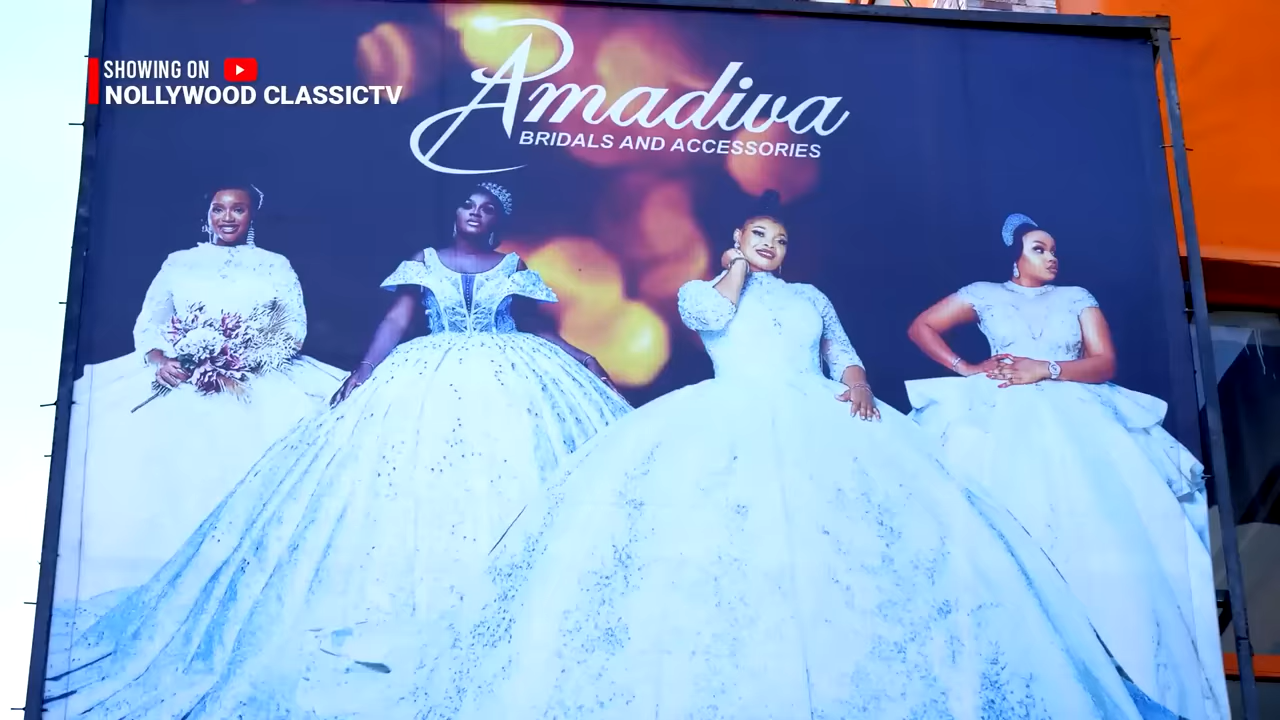 SHOWING ON
NOLLYWOOD CLASSICTV
Amadiva
BRIDALS AND ACCESSORIES